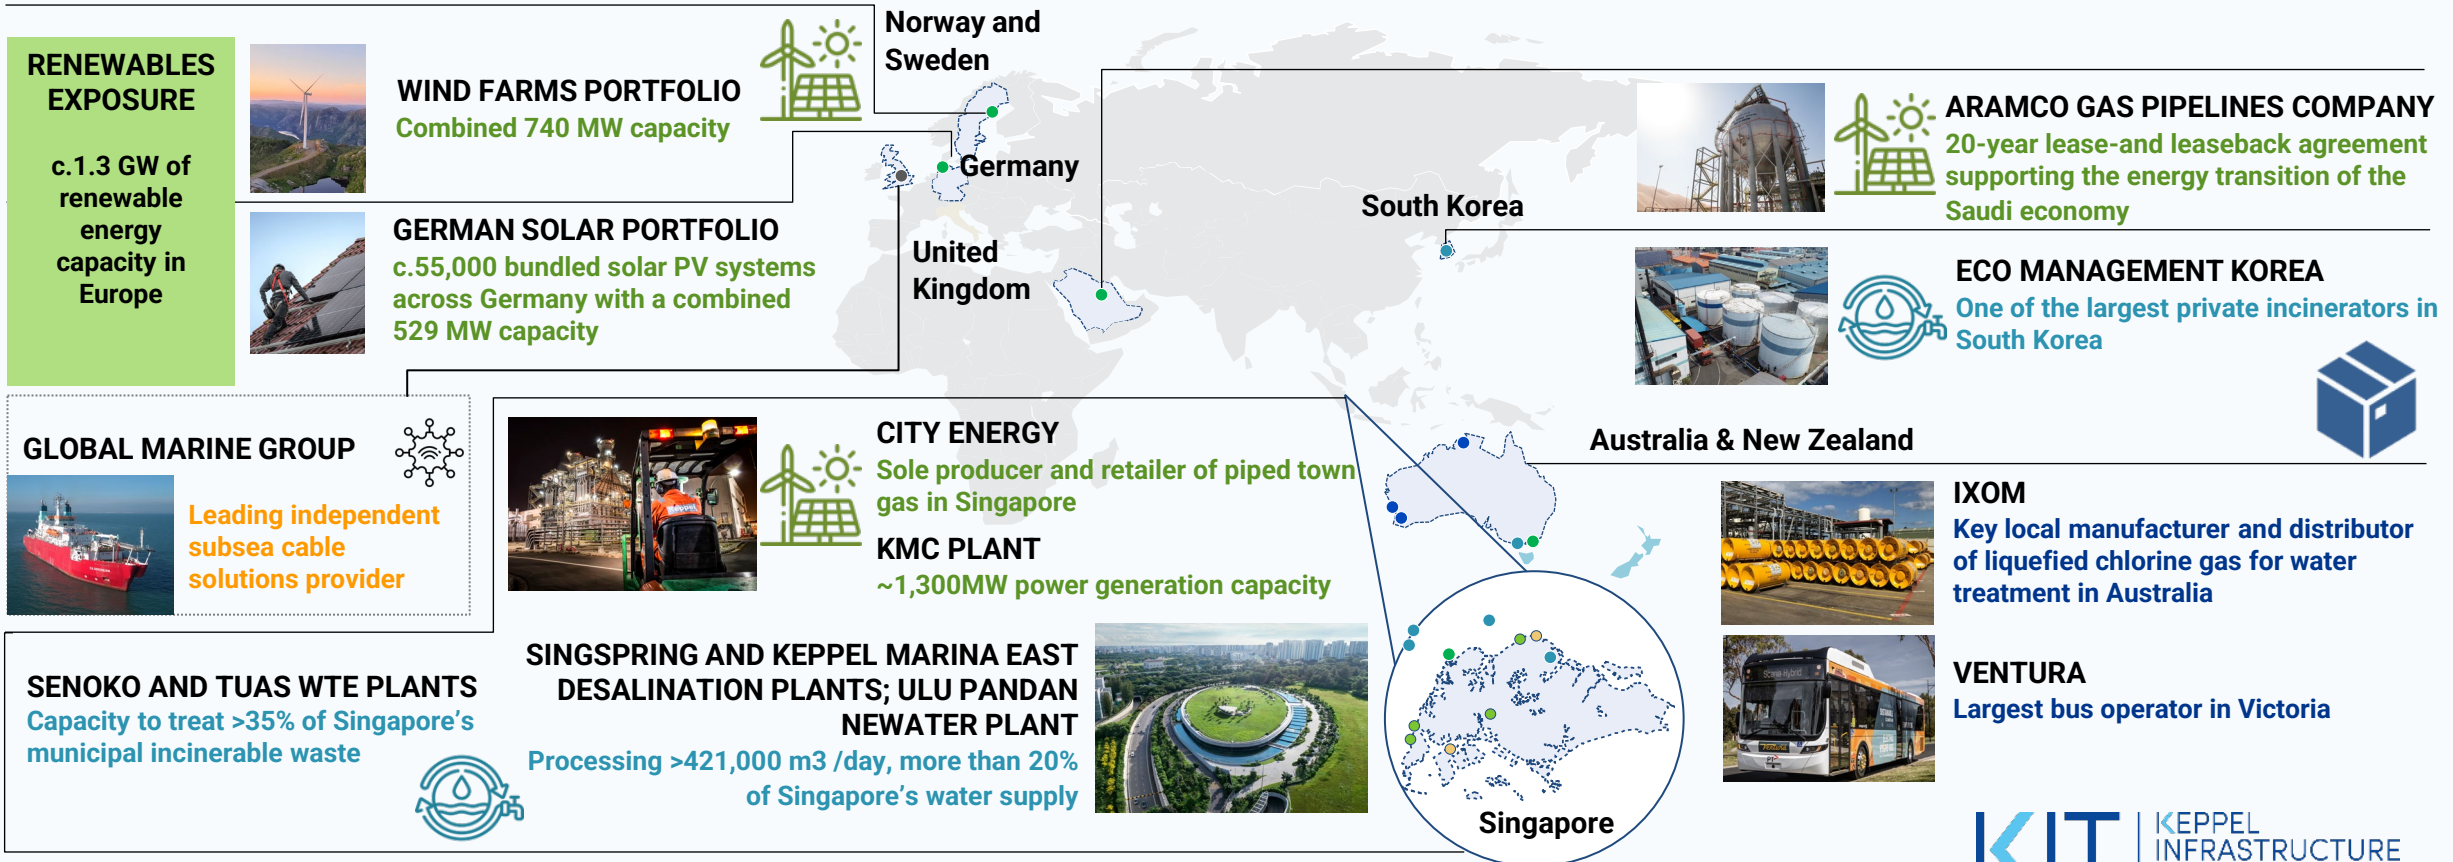 RENEWABLES
EXPOSURE
c.1.3 GW of
renewable
energy
capacity in
Europe
WIND FARMS PORTFOLIO
Combined 740 MW capacity
GERMAN SOLAR PORTFOLIO
c.55,000 bundled solar PV systems
across Germany with a combined
529 MW capacity
Norway and
Sweden
Germany
United
Kingdom
South Korea
ARAMCO GAS PIPELINES COMPANY
20-year lease-and leaseback agreement
supporting the energy transition of the
Saudi economy
ECO MANAGEMENT KOREA
One of the largest private incinerators in
South Korea
GLOBAL MARINE GROUP
Leading independent
subsea cable
solutions provider
CITY ENERGY
Sole producer and retailer of piped town
gas in Singapore
KMC PLANT
~1,300MW power generation capacity
Keppel
Australia & New Zealand
IXOM
Key local manufacturer and distributor
of liquefied chlorine gas for water
treatment in Australia
VENTURA
Largest bus operator in Victoria
SENOKO AND TUAS WTE PLANTS
Capacity to treat >35% of Singapore's
municipal incinerable waste
SINGSPRING AND KEPPEL MARINA EAST
DESALINATION PLANTS; ULU PANDAN
NEWATER PLANT
Processing >421,000 m3 /day, more than 20%
of Singapore's water supply
Singapore
KIT
KEPPEL
INFRASTRUCTURE